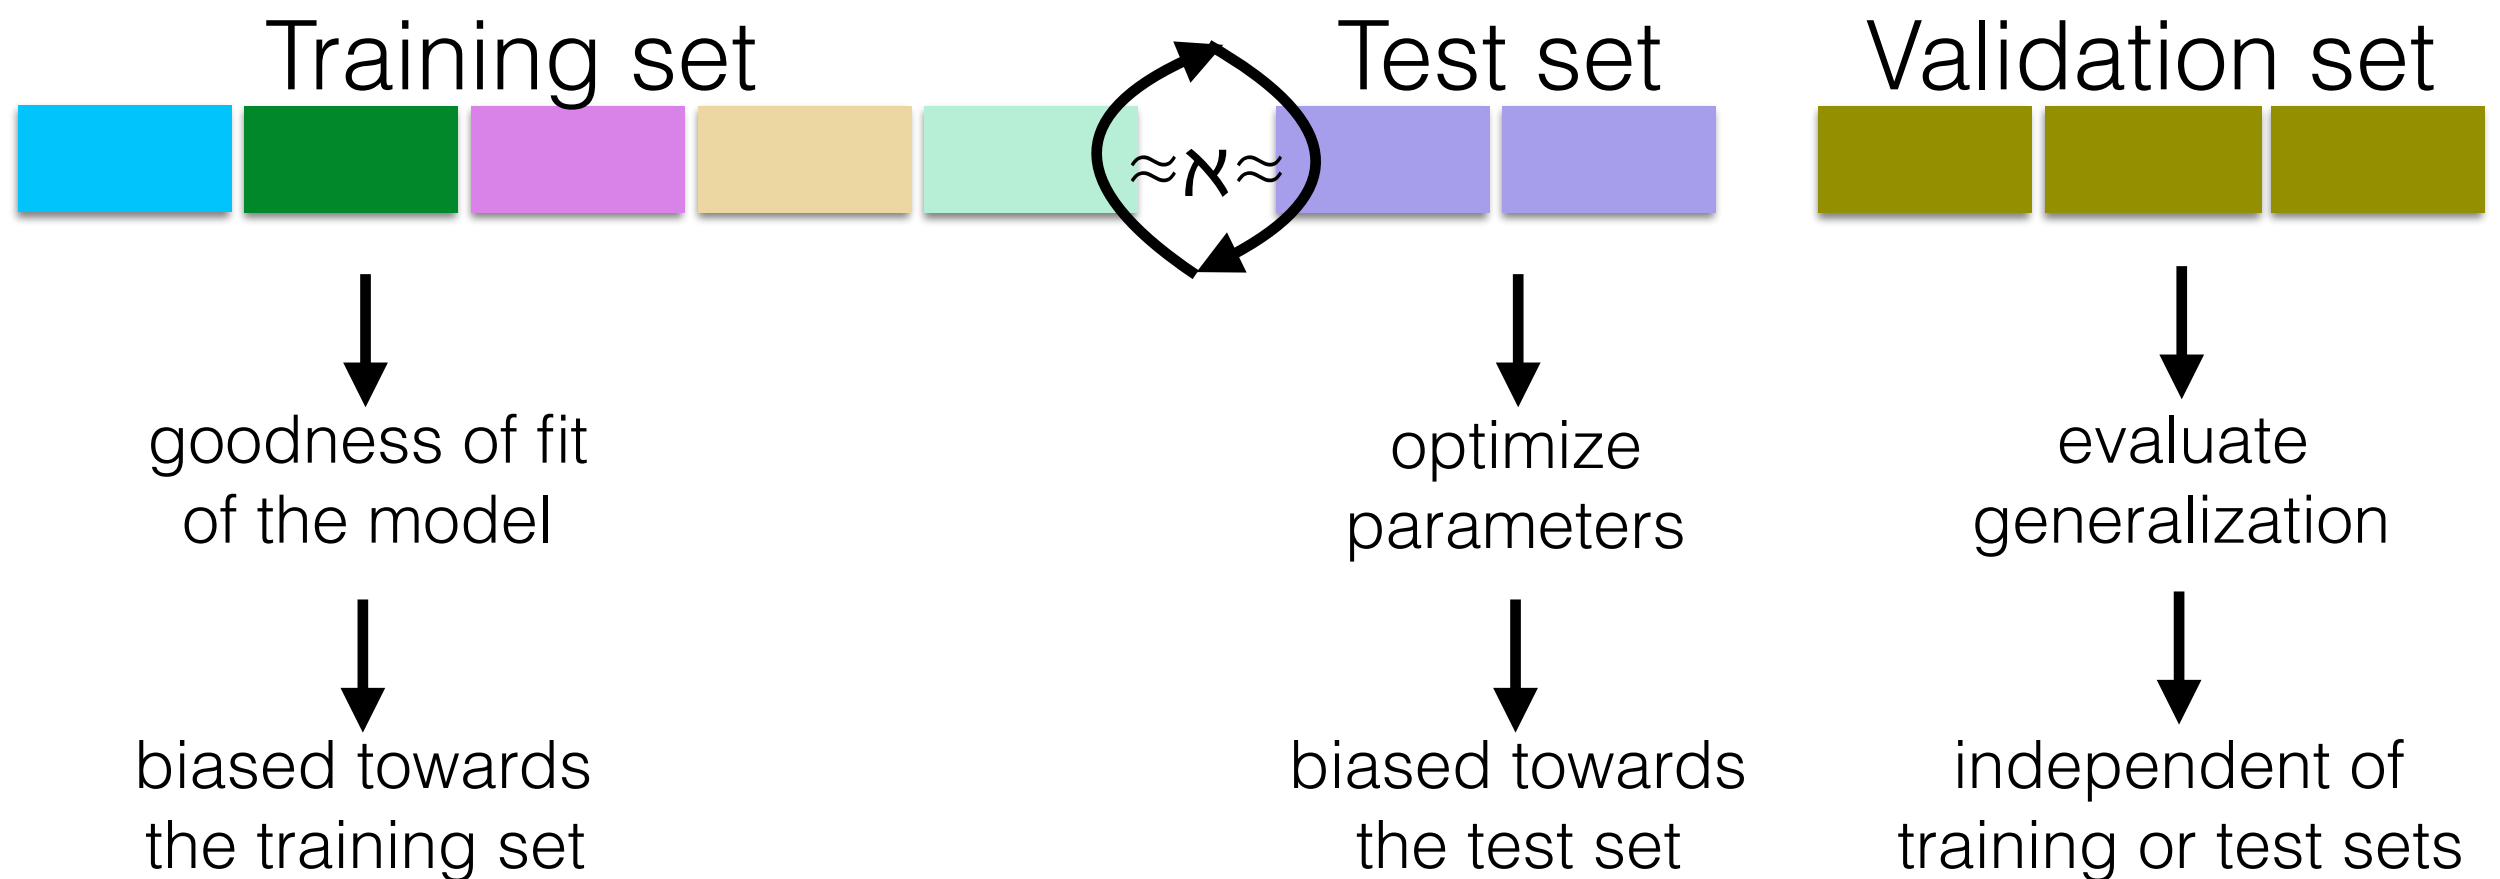 Training set
Test set
Validation set
≈א≈
goodness of fit
of the model
optimize
parameters
evaluate
generalization
biased towards
the training set
biased towards
the test set
independent of
training or test sets